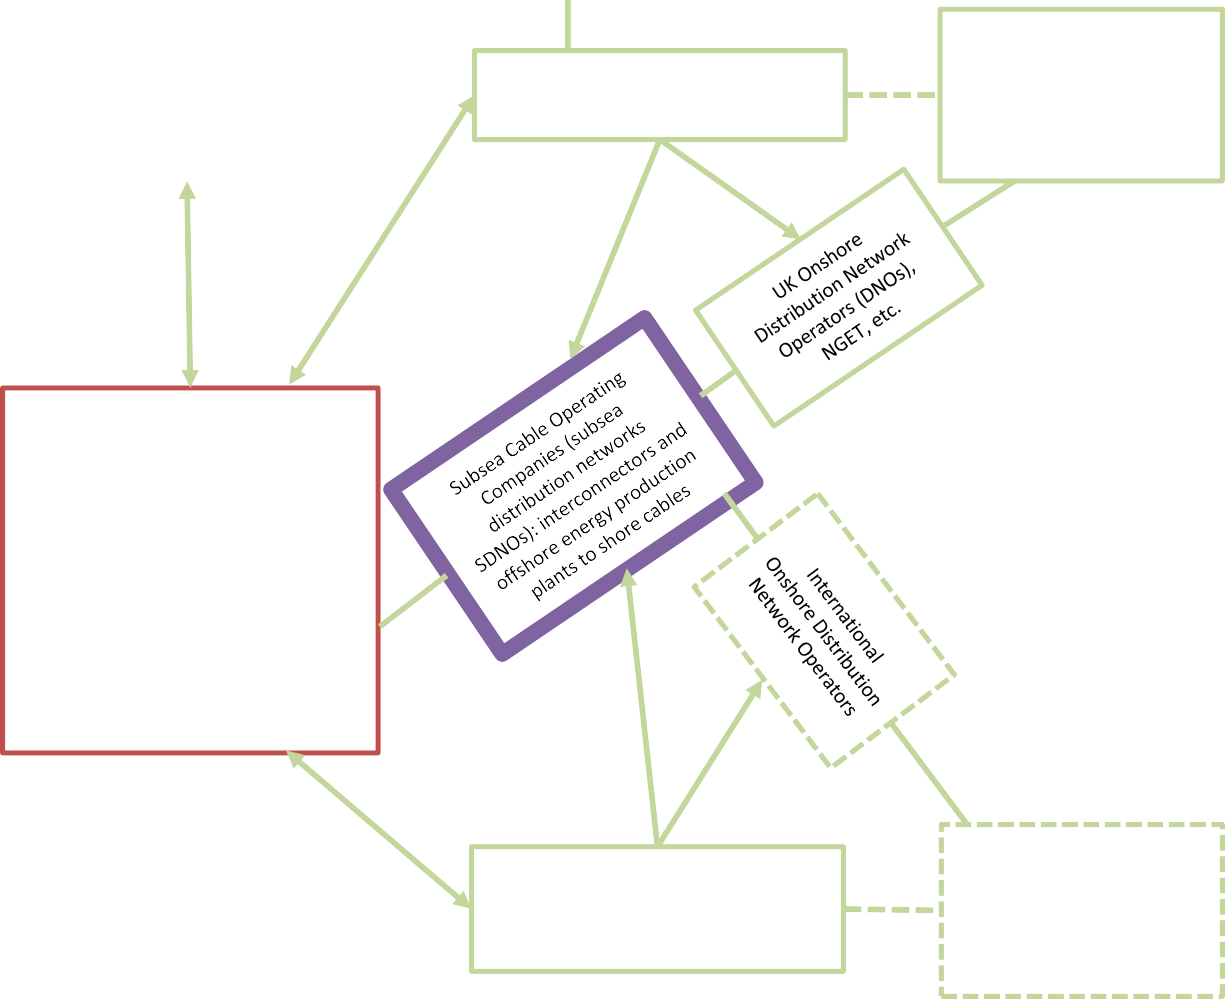 UK Onshore
Distribution Network
Operators (DNOs),
NGET, etc.
Subsea Cable Operating
Companies (subsea
distribution networks
SDNOs): interconnectors and
offshore energy production
plants to shore cables
International
Onshore Distribution
Network Operators